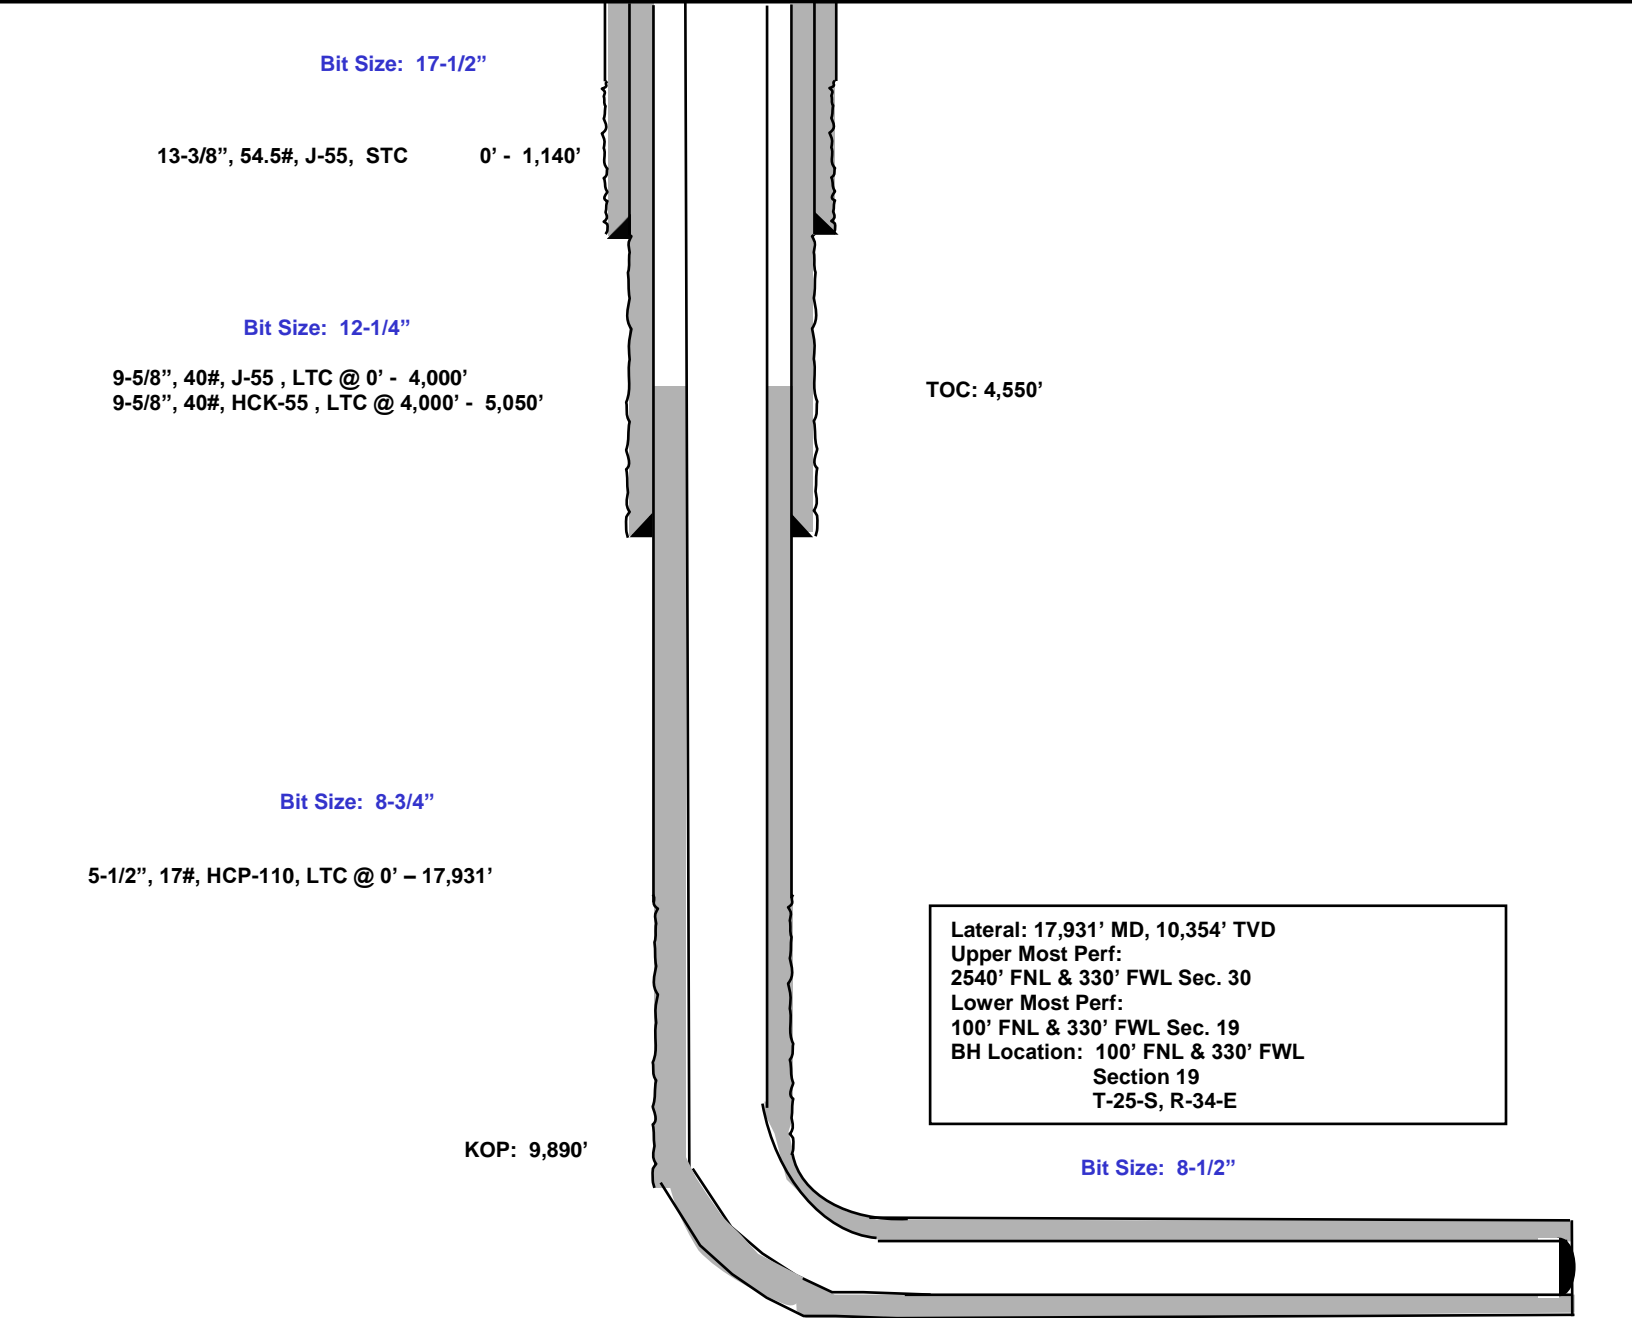 Bit Size: 17-1/2”
13-3/8”, 54.5#, J-55, STC 0’ - 1,140’
Bit Size: 12-1/4”
9-5/8”, 40#, J-55 , LTC @ 0’ - 4,000’
9-5/8”, 40#, HCK-55 , LTC @ 4,000’ - 5,050’
TOC: 4,550’
Bit Size: 8-3/4”
5-1/2”, 17#, HCP-110, LTC @ 0’ – 17,931’
Lateral: 17,931’ MD, 10,354’ TVD
Upper Most Perf:
2540’ FNL & 330’ FWL Sec. 30
Lower Most Perf:
100’ FNL & 330’ FWL Sec. 19
BH Location: 100’ FNL & 330’ FWL
Section 19
T-25-S, R-34-E
KOP: 9,890’
Bit Size: 8-1/2”